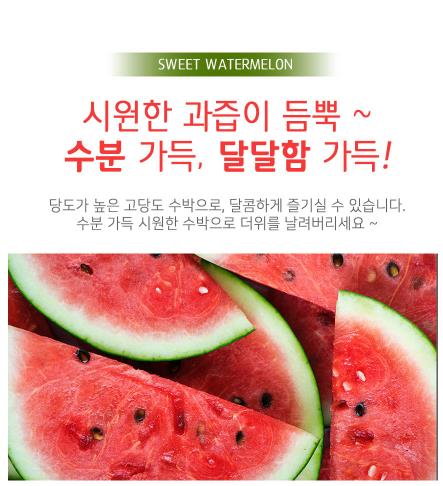 SWEET WATERMELON
시원한 과즙이 듬뿍 ~
수분 가득, 달달함 가득!
당도가 높은 고당도 수박으로, 달콤하게 즐기실 수 있습니다.
수분 가득 시원한 수박으로 더위를 날려버리세요 ~